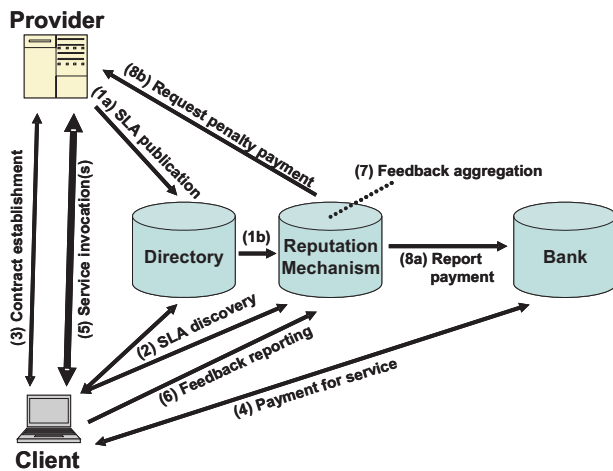 Provider
(8b) Request penalty payment
(1a) SLA publication
(7) Feedback aggregation
(3) Contract establishment
(5) Service invocation(s)
Directory
(1b)
Reputation
Mechanism
(8a) Report
payment
Bank
(2) SLA discovery
(6) Feedback reporting
(4) Payment for service
Client